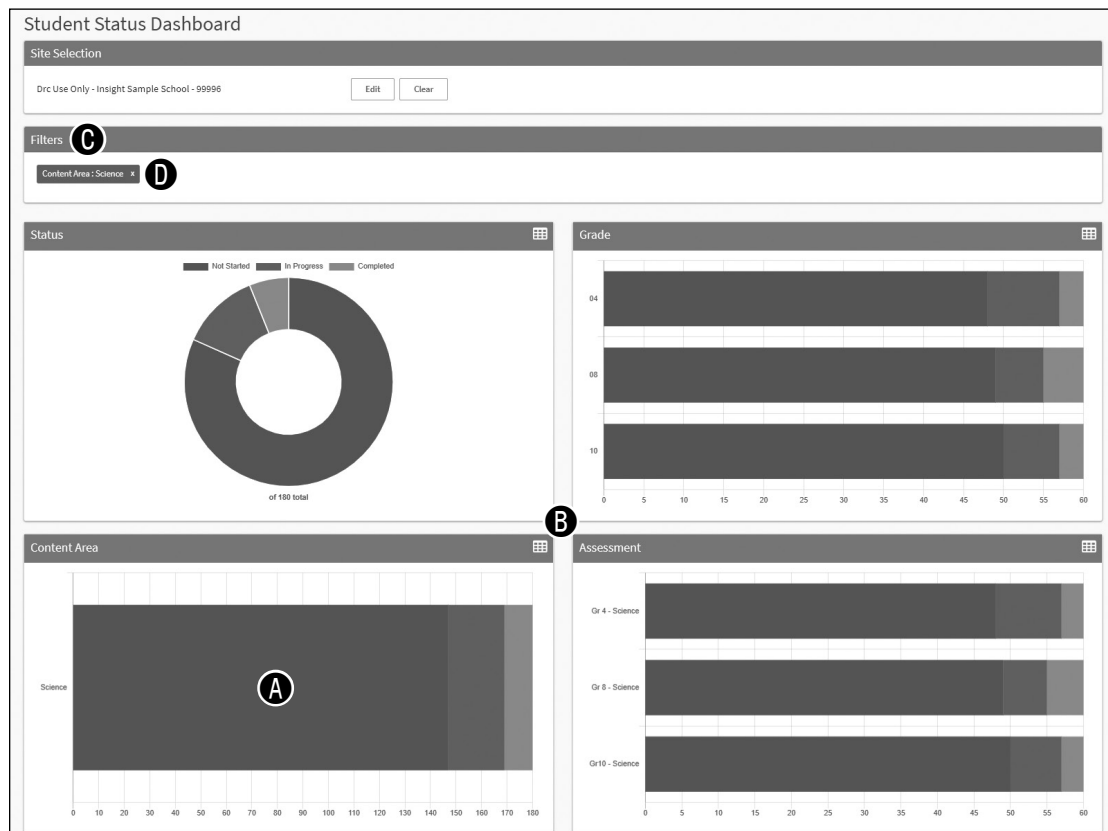 Student Status Dashboard
Site Selection
Drc Use Only - Insight Sample School - 99996 Edit Clear
Filters C
Content Area : Science x D
Status
Not Started In Progress Completed
of 180 total
Grade
04
08
10
0 5 10 15 20 25 30 35 40 45 50 55 60
B
Content Area
Science
A
0 10 20 30 40 50 60 70 80 90 100 110 120 130 140 150 160 170 180
Assessment
Gr 4 - Science
Gr 8 - Science
Gr10 - Science
0 5 10 15 20 25 30 35 40 45 50 55 60